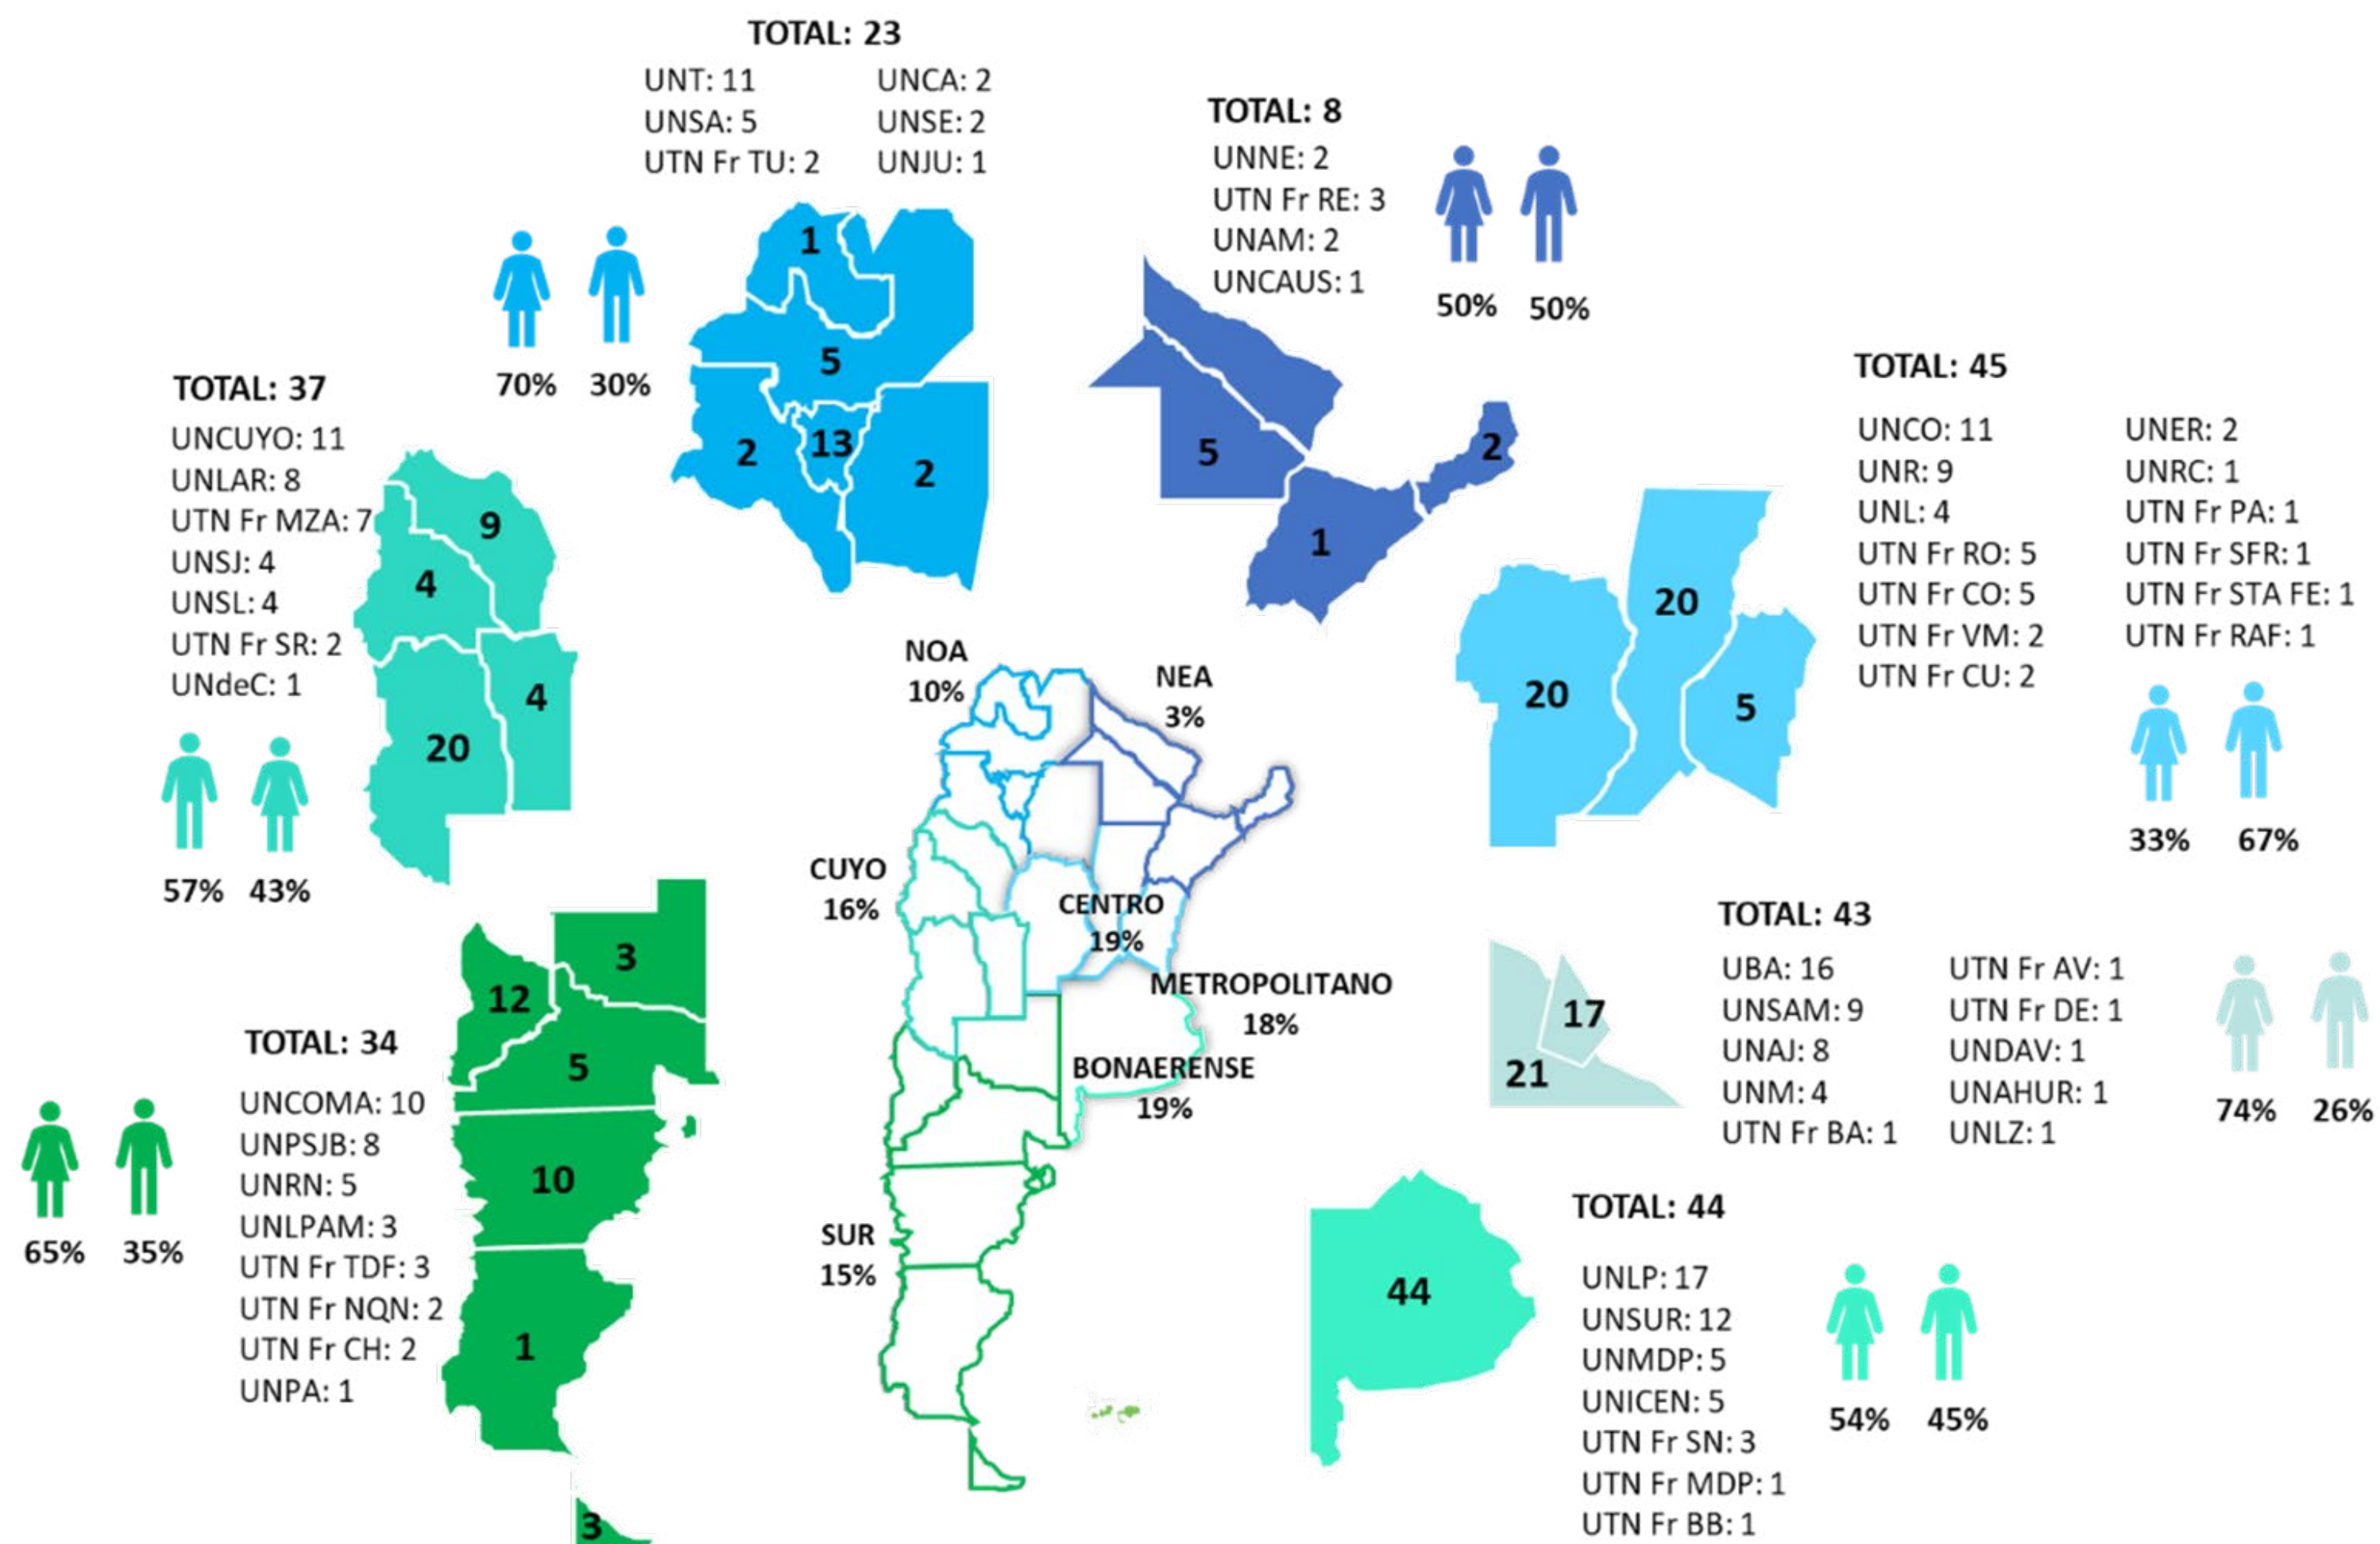 TOTAL: 23
UNT: 11
UNCA: 2
UNSA: 5
UNSE: 2
UTN Fr TU: 2
UNJU: 1
1
5
2
13
2
70%
30%
TOTAL: 8
UNNE: 2
UTN Fr RE: 3
UNAM: 2
UNCAUS: 1
50%
50%
5
2
1
TOTAL: 37
UNCUYO: 11
UNLAR: 8
UTN Fr MZA: 7
UNSJ: 4
UNSL: 4
UTN Fr SR: 2
UNdeC: 1
9
4
4
20
57%
43%
TOTAL: 45
UNCO: 11
UNER: 2
UNR: 9
UNRC: 1
UNL: 4
UTN Fr PA: 1
UTN Fr RO: 5
UTN Fr SFR: 1
UTN Fr CO: 5
UTN Fr STA FE: 1
UTN Fr VM: 2
UTN Fr RAF: 1
UTN Fr CU: 2
20
20
5
33%
67%
NOA
10%
NEA
3%
CUYO
16%
CENTRO
19%
METROPOLITANO
18%
BONAERENSE
19%
SUR
15%
TOTAL: 43
UBA: 16
UTN Fr AV: 1
UNSAM: 9
UTN Fr DE: 1
UNAJ: 8
UNDAV: 1
UNM: 4
UNAHUR: 1
UTN Fr BA: 1
UNLZ: 1
17
21
74%
26%
TOTAL: 34
UNCOMA: 10
UNPSJB: 8
UNRN: 5
UNLPAM: 3
UTN Fr TDF: 3
UTN Fr NQN: 2
UTN Fr CH: 2
UNPA: 1
3
12
5
10
1
3
65%
35%
TOTAL: 44
UNLP: 17
UNSUR: 12
UNMDP: 5
UNICEN: 5
UTN Fr SN: 3
UTN Fr MDP: 1
UTN Fr BB: 1
44
54%
45%